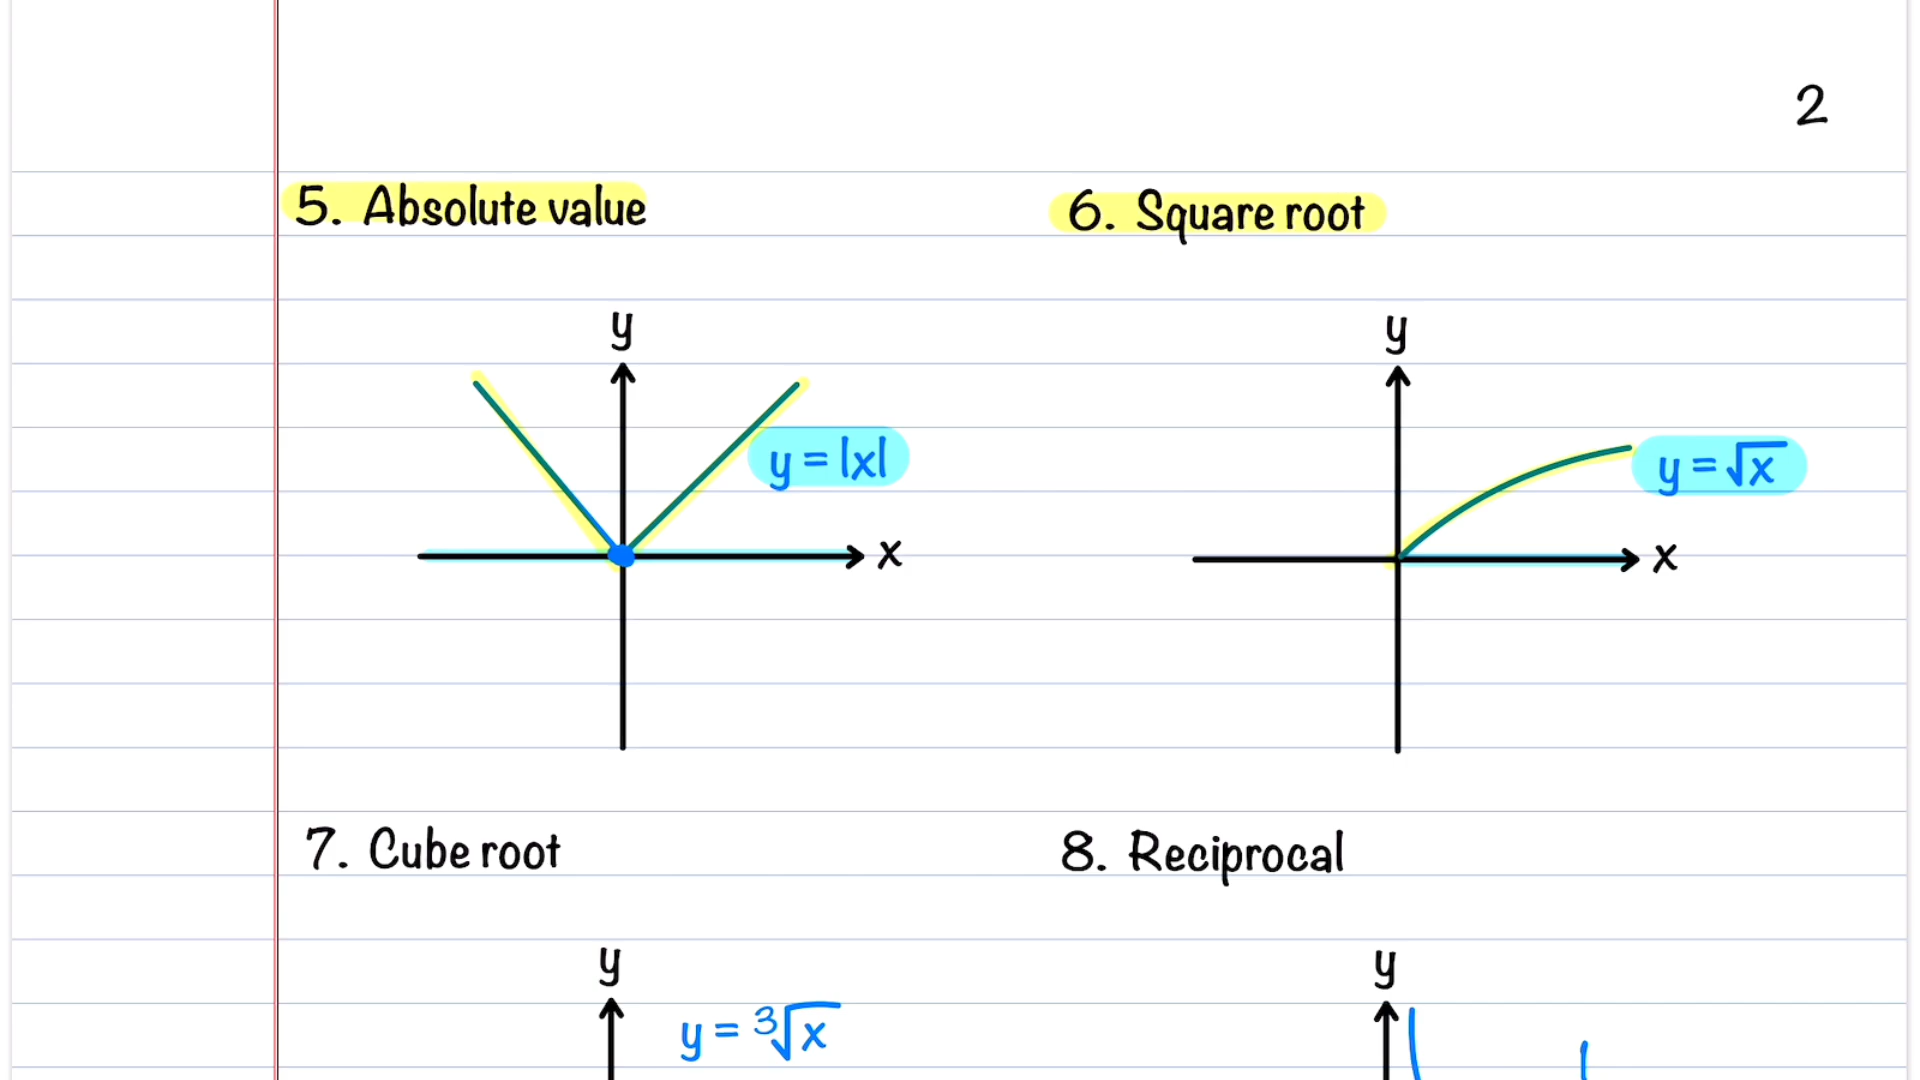 2
5. Absolute value
6. Square root
y
y
y = |x|
y = √x
x
x
7. Cube root
8. Reciprocal
y
y
y = ∛x